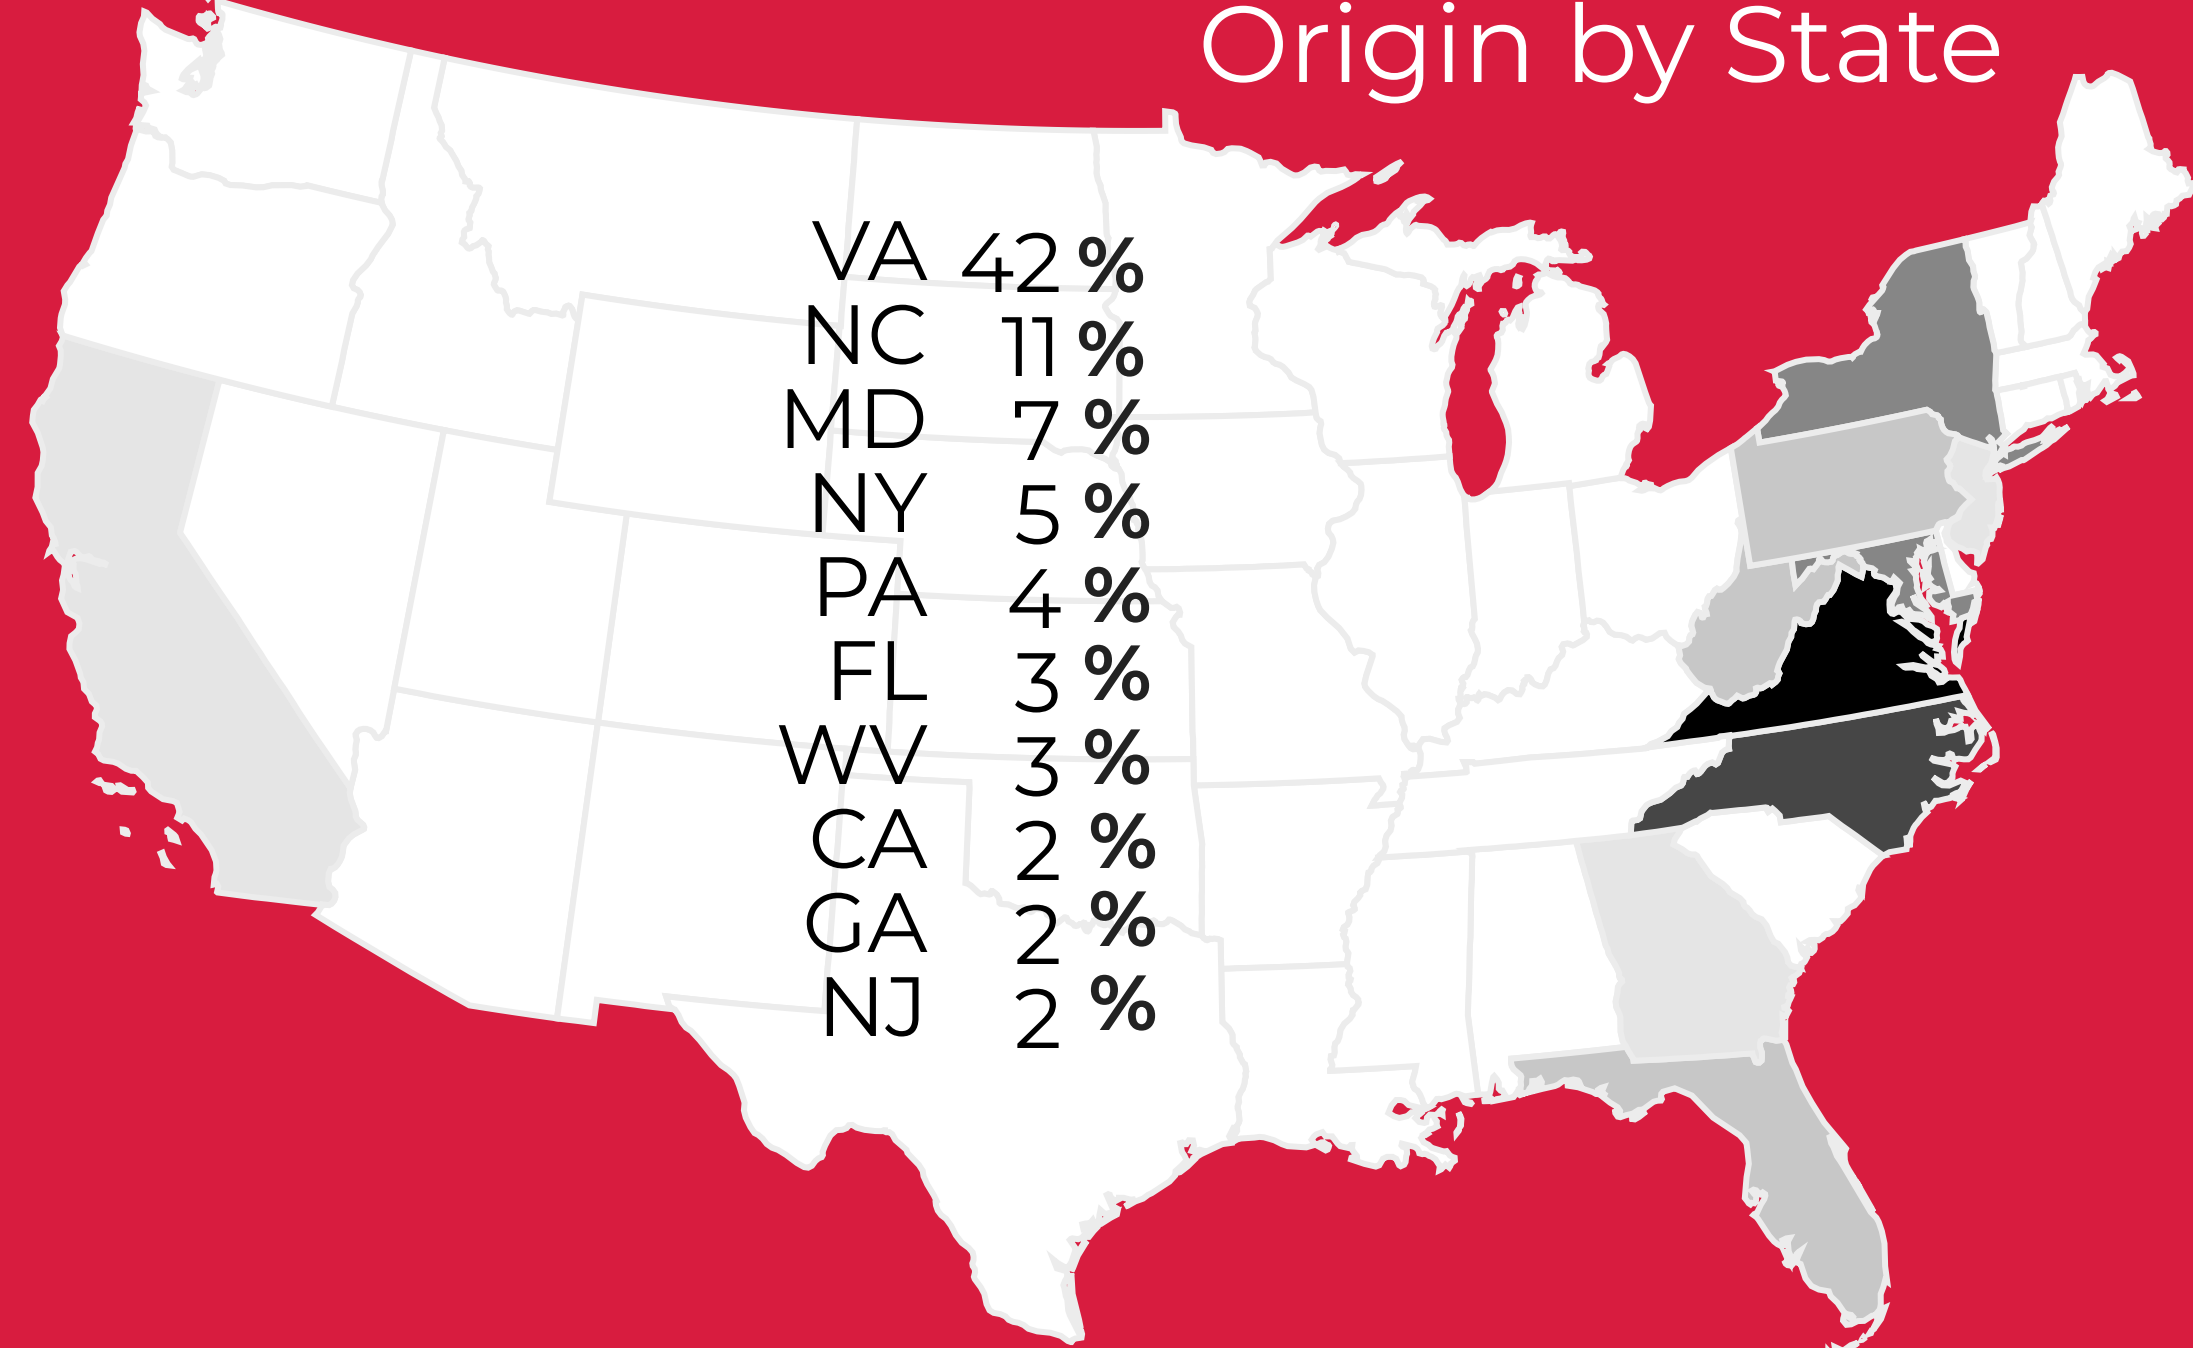 Origin by State
VA 42 %
NC 11 %
MD 7 %
NY 5 %
PA 4 %
FL 3 %
WV 3 %
CA 2 %
GA 2 %
NJ 2 %